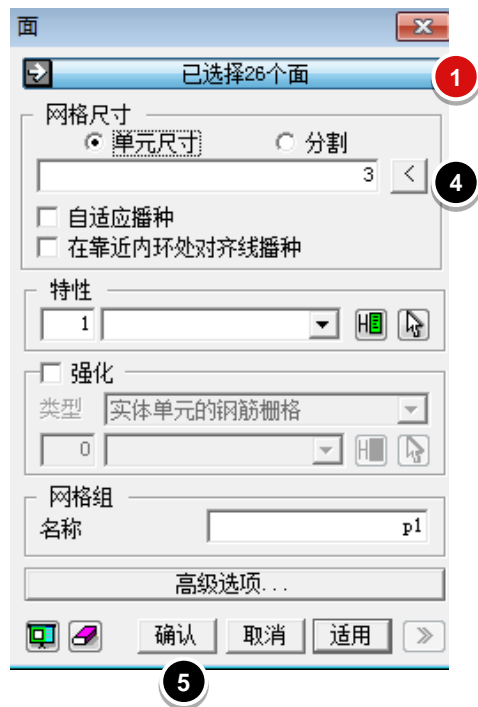 面
已选择26个面
1
网格尺寸
单元尺寸 分割
3 <
4
自适应播种
在靠近内环处对齐线播种
特性
1
强化
类型 实体单元的钢筋栅格
0
网格组
名称 p1
高级选项...
确认 取消 适用 >>
5